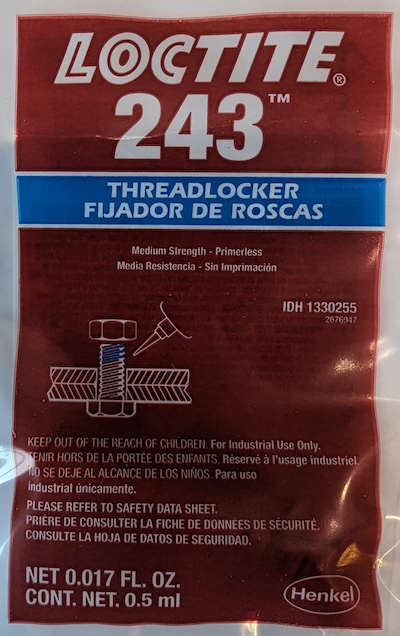 LOCTITE®
243™
THREADLOCKER
FIJADOR DE ROSCAS
Medium Strength - Primerless
Media Resistencia - Sin Imprimación
IDH 1330255
2676947
KEEP OUT OF THE REACH OF CHILDREN. For Industrial Use Only.
TENIR HORS DE LA PORTÉE DES ENFANTS. Réservé à l'usage industriel.
NO SE DEJE AL ALCANCE DE LOS NIÑOS. Para uso
industrial únicamente.
PLEASE REFER TO SAFETY DATA SHEET.
PRIÈRE DE CONSULTER LA FICHE DE DONNÉES DE SÉCURITÉ.
CONSULTE LA HOJA DE DATOS DE SEGURIDAD.
NET 0.017 FL. OZ.
CONT. NET. 0.5 ml
Henkel